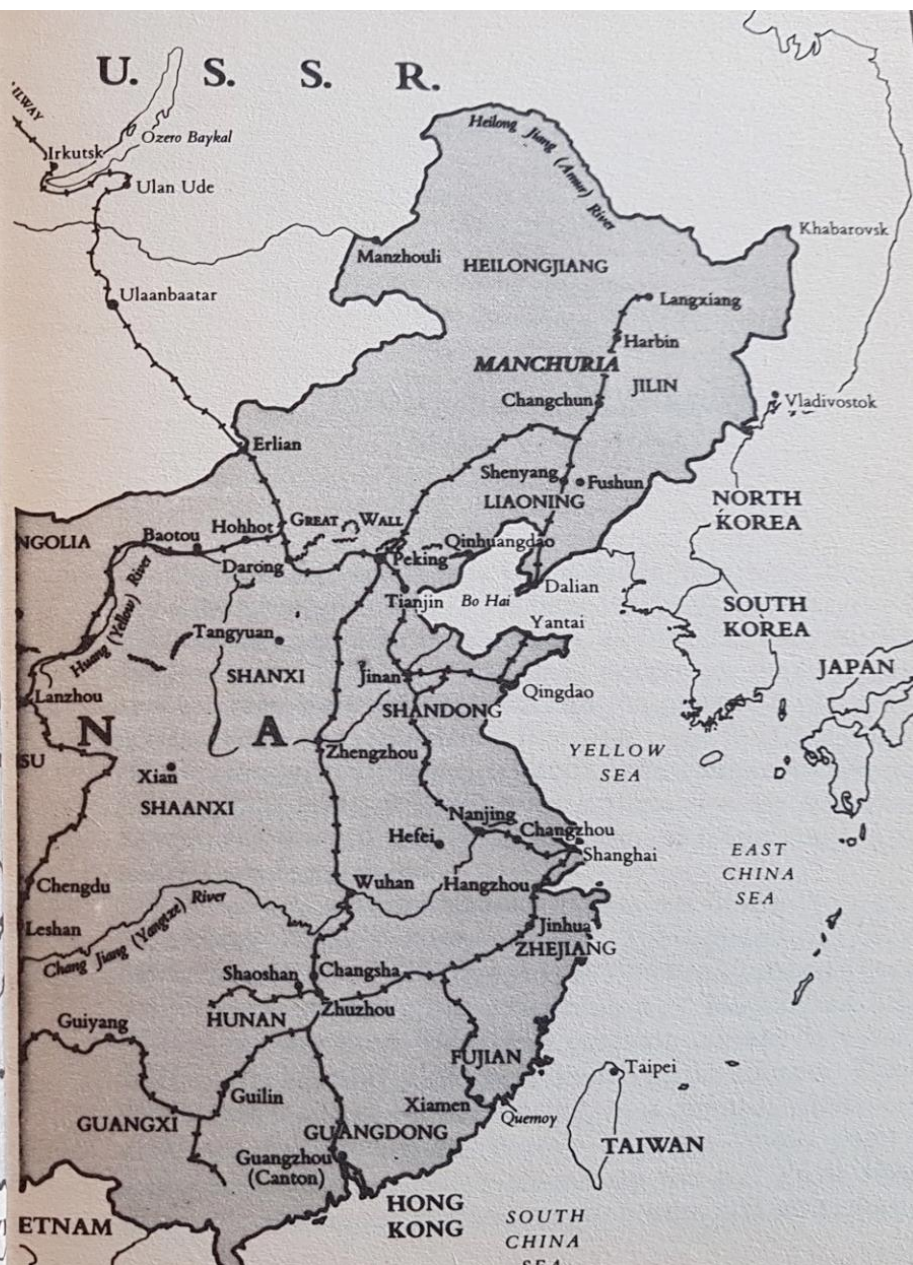 U. S. S. R.
'ILWAY
Heilong Jiang (Amur) River
Ozero Baykal
Irkutsk
Ulan Ude
Khabarovsk
Manzhouli
HEILONGJIANG
Ulaanbaatar
Langxiang
Harbin
MANCHURIA
JILIN
Changchun
Vladivostok
Erlian
Shenyang
Fushun
LIAONING
NORTH
KOREA
GREAT WALL
Hohhot
Baotou
NGOLIA
Qinhuangdao
Peking
Darong
Dalian
Tianjin
Bo Hai
SOUTH
KOREA
Yantai
Huang (Yellow) River
Tangyuan
JAPAN
SHANXI
Jinan
Qingdao
Lanzhou
SHANDONG
N A
Zhengzhou
YELLOW
SEA
SU
Xian
SHAANXI
Nanjing
Changzhou
Hefei
Shanghai
EAST
CHINA
SEA
Chengdu
Wuhan
Hangzhou
Leshan
Chang Jiang (Yangtze) River
Jinhua
ZHEJIANG
Shaoshan
Changsha
Zhuzhou
HUNAN
Guiyang
FUJIAN
Taipei
Guilin
Xiamen
Quemoy
GUANGXI
GUANGDONG
TAIWAN
Guangzhou
(Canton)
HONG
KONG
ETNAM
SOUTH
CHINA
SEA